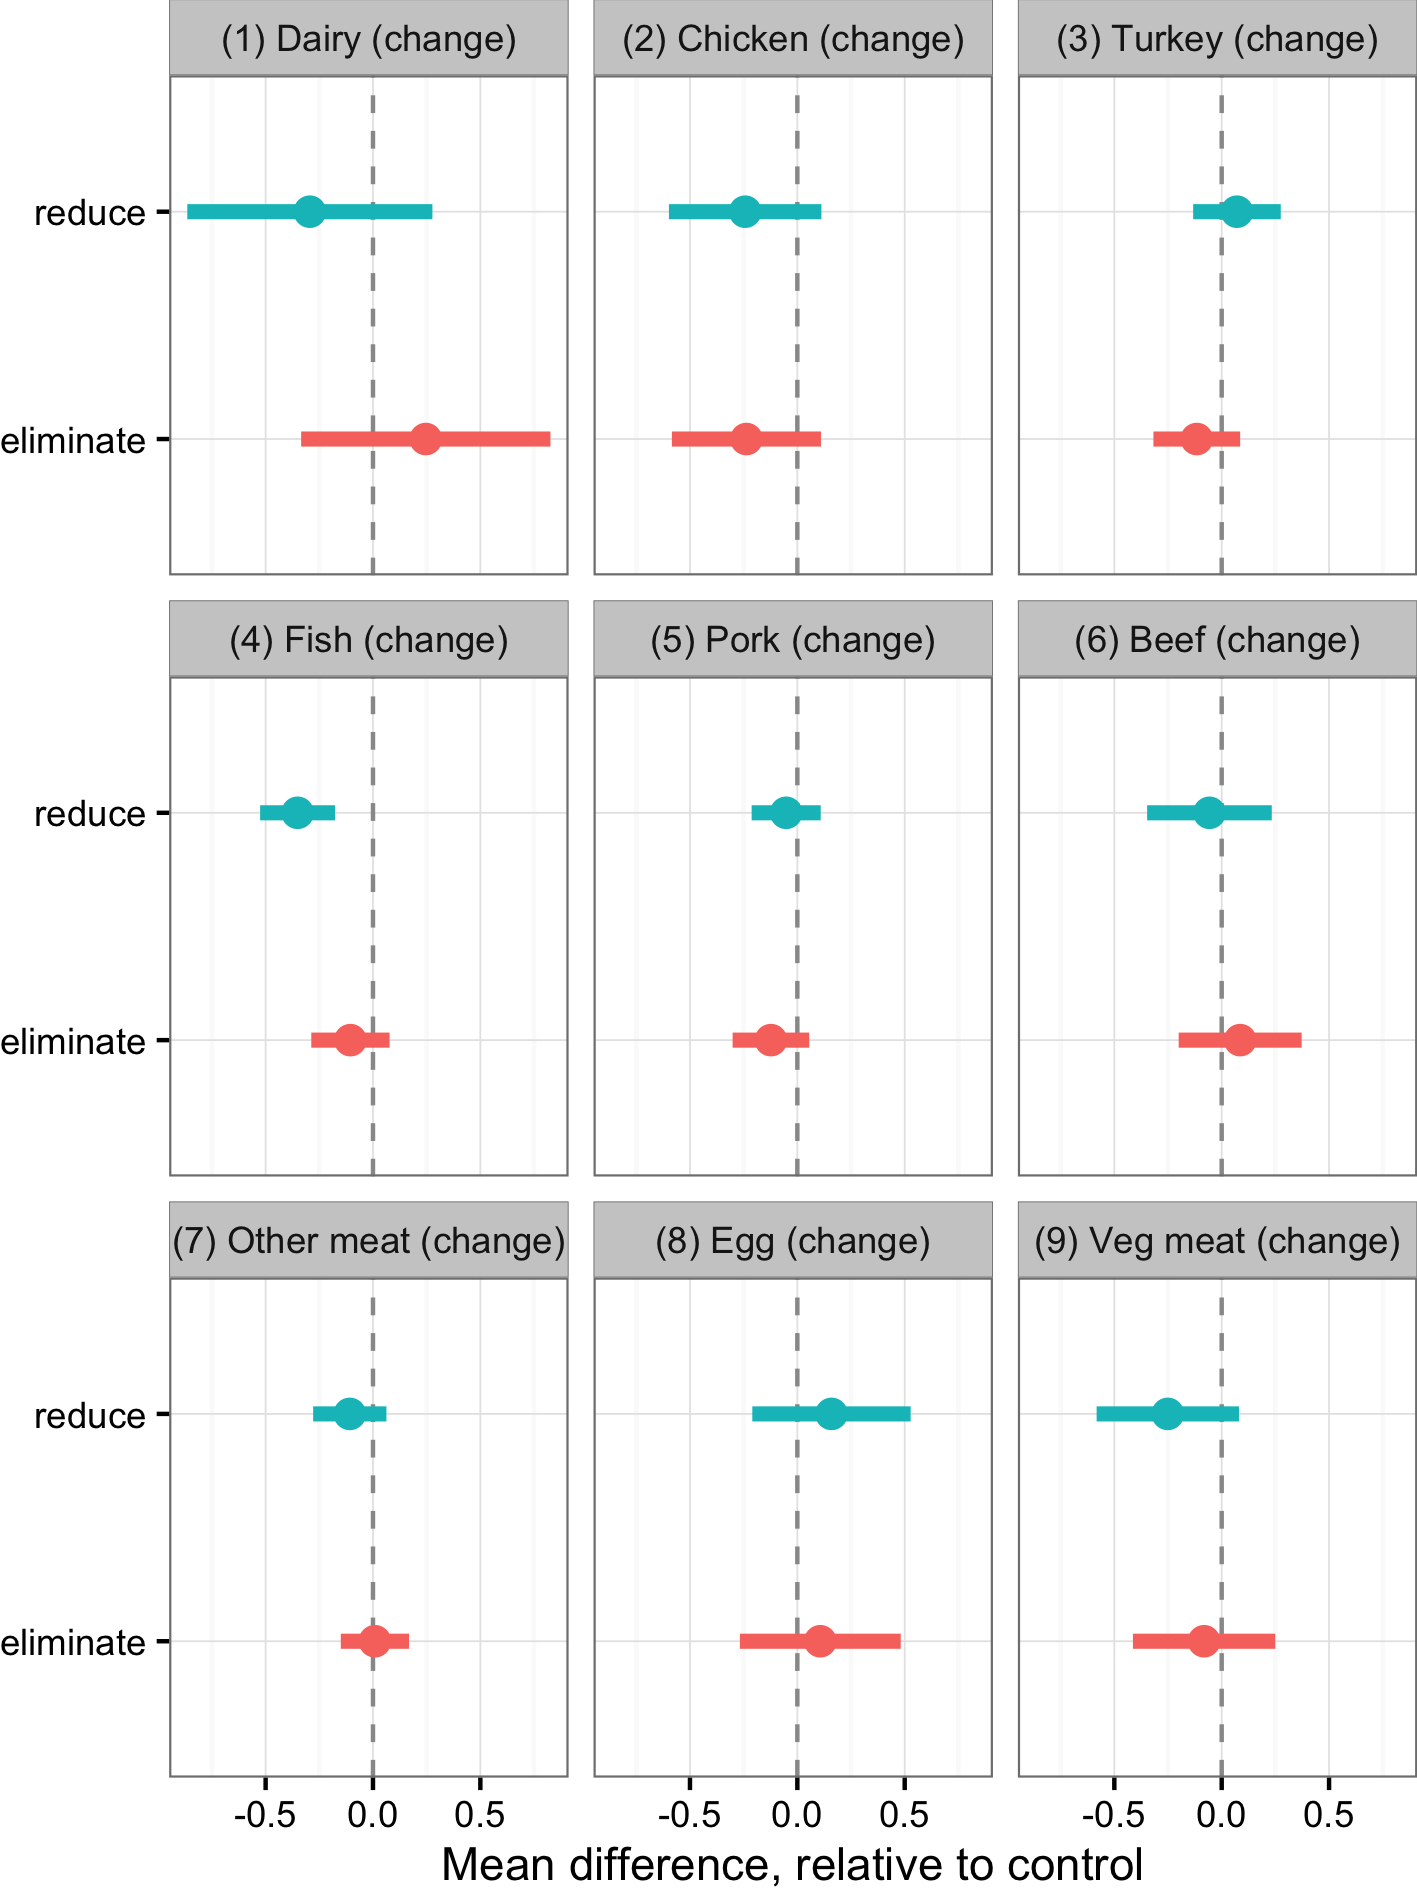 (1) Dairy (change) (2) Chicken (change) (3) Turkey (change)
reduce
eliminate
(4) Fish (change) (5) Pork (change) (6) Beef (change)
reduce
eliminate
(7) Other meat (change) (8) Egg (change) (9) Veg meat (change)
reduce
eliminate
-0.5 0.0 0.5 -0.5 0.0 0.5 -0.5 0.0 0.5
Mean difference, relative to control